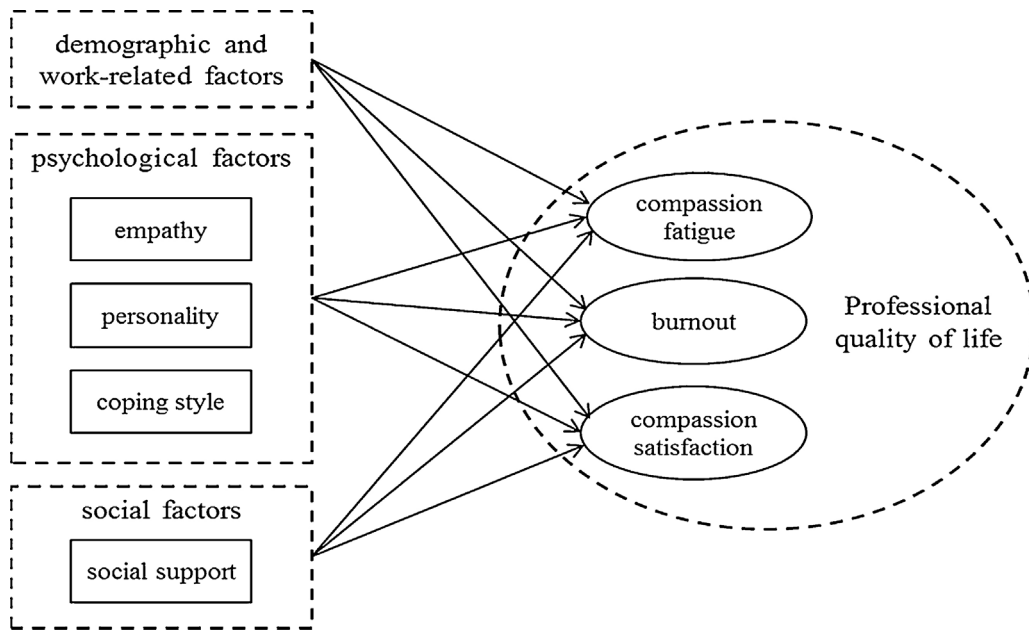 demographic and
work-related factors
psychological factors
empathy
personality
coping style
social factors
social support
compassion
fatigue
burnout
compassion
satisfaction
Professional
quality of life